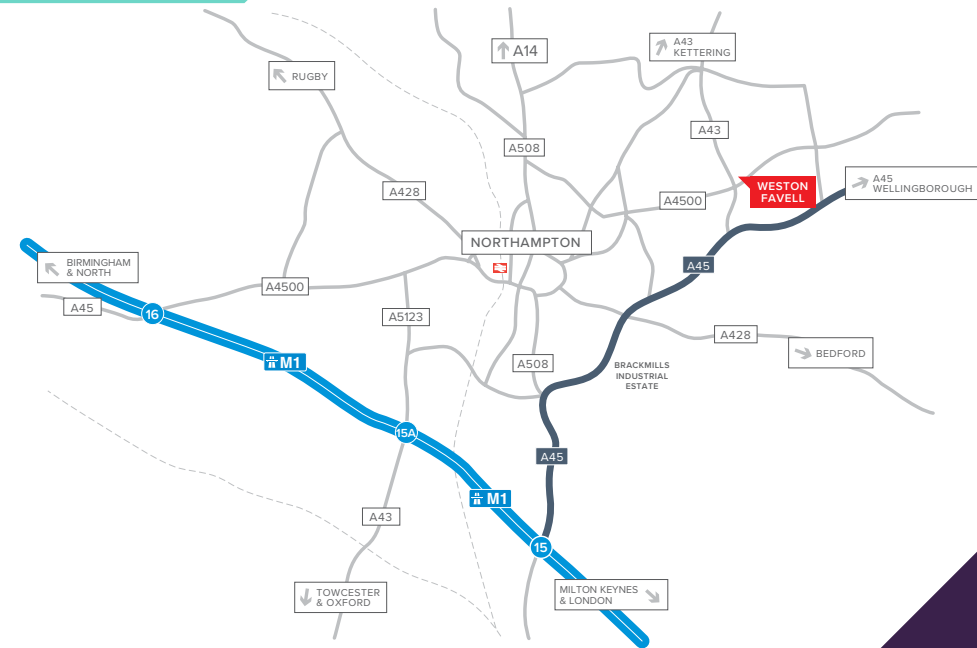 A14
A43
KETTERING
RUGBY
A43
A508
A428
A4500
WESTON
FAVELL
A45
WELLINGBOROUGH
NORTHAMPTON
BIRMINGHAM
& NORTH
A45
A4500
A45
16
A5123
A428
BEDFORD
M1
A508
BRACKMILLS
INDUSTRIAL
ESTATE
15A
A45
M1
A43
15
TOWCESTER
& OXFORD
MILTON KEYNES
& LONDON